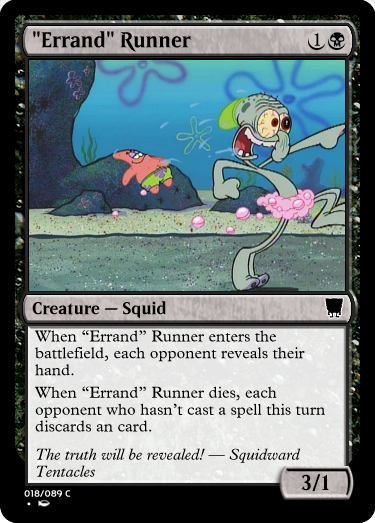 "Errand" Runner 1
Creature — Squid
When “Errand” Runner enters the
battlefield, each opponent reveals their
hand.
When “Errand” Runner dies, each
opponent who hasn’t cast a spell this turn
discards an card.
The truth will be revealed! — Squidward
Tentacles
3/1
018/089 C